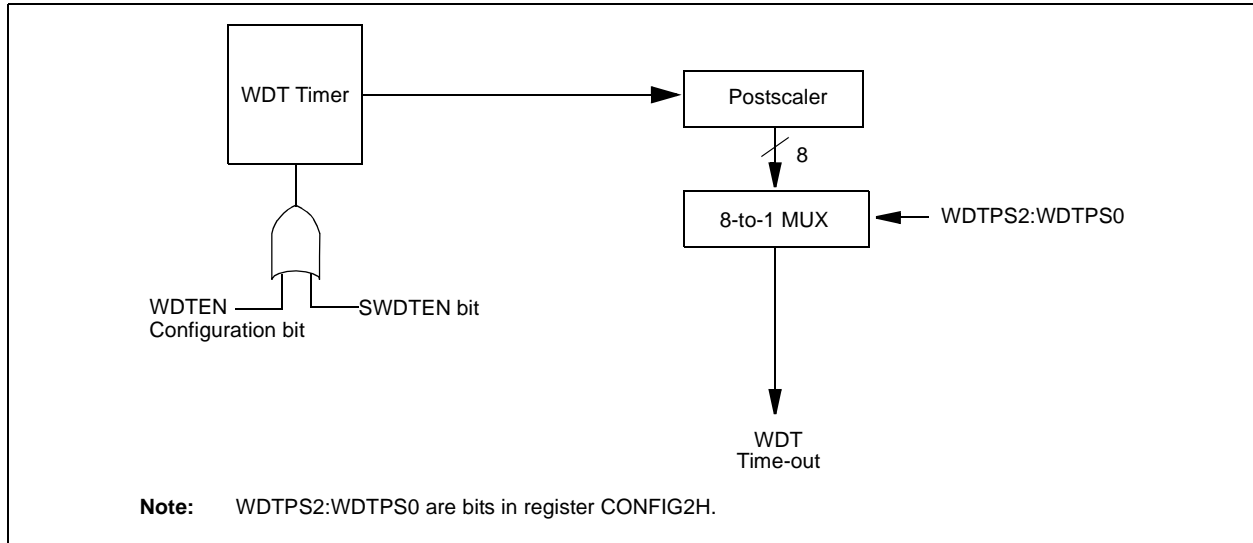 WDT Timer
Postscaler
8
8-to-1 MUX
WDTPS2:WDTPS0
WDTEN
Configuration bit
SWDTEN bit
WDT
Time-out
Note: WDTPS2:WDTPS0 are bits in register CONFIG2H.